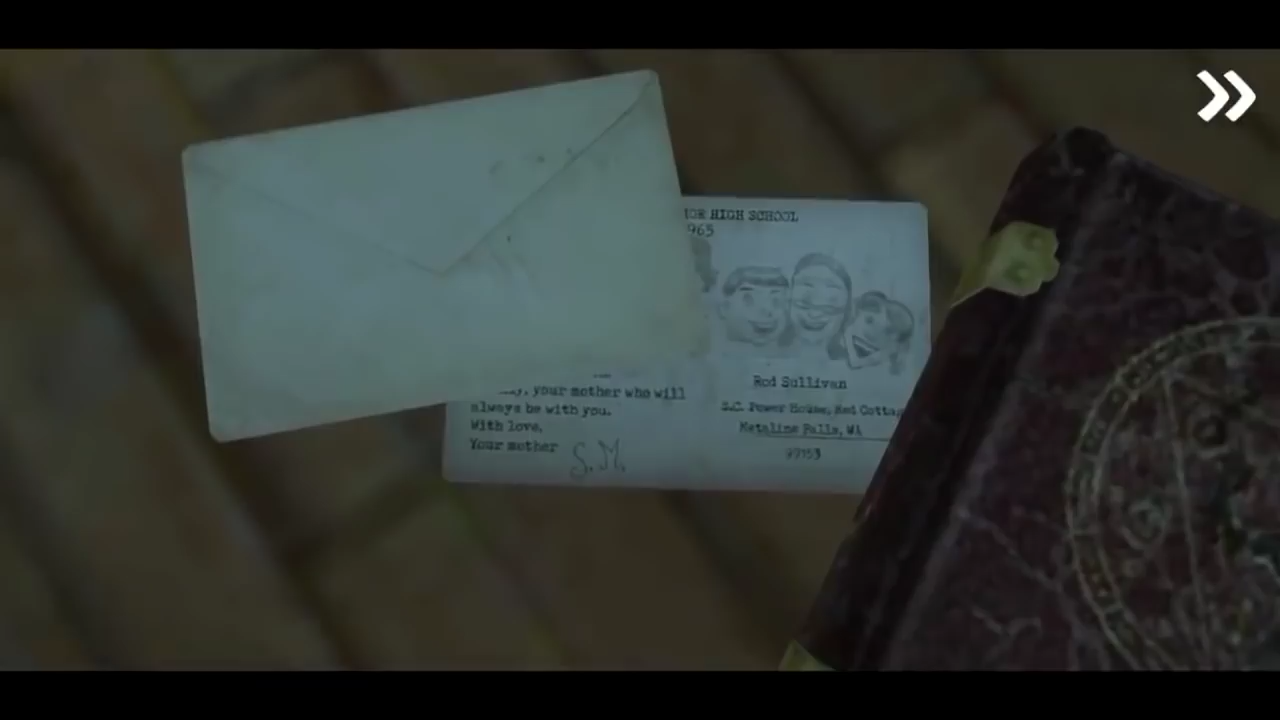 HIGH SCHOOL
965
your mother who will
always be with you.
With love,
Your mother S.M.
Rod Sullivan
S.C. Power House, Red Cottag
Metaline Falls, WA
99153